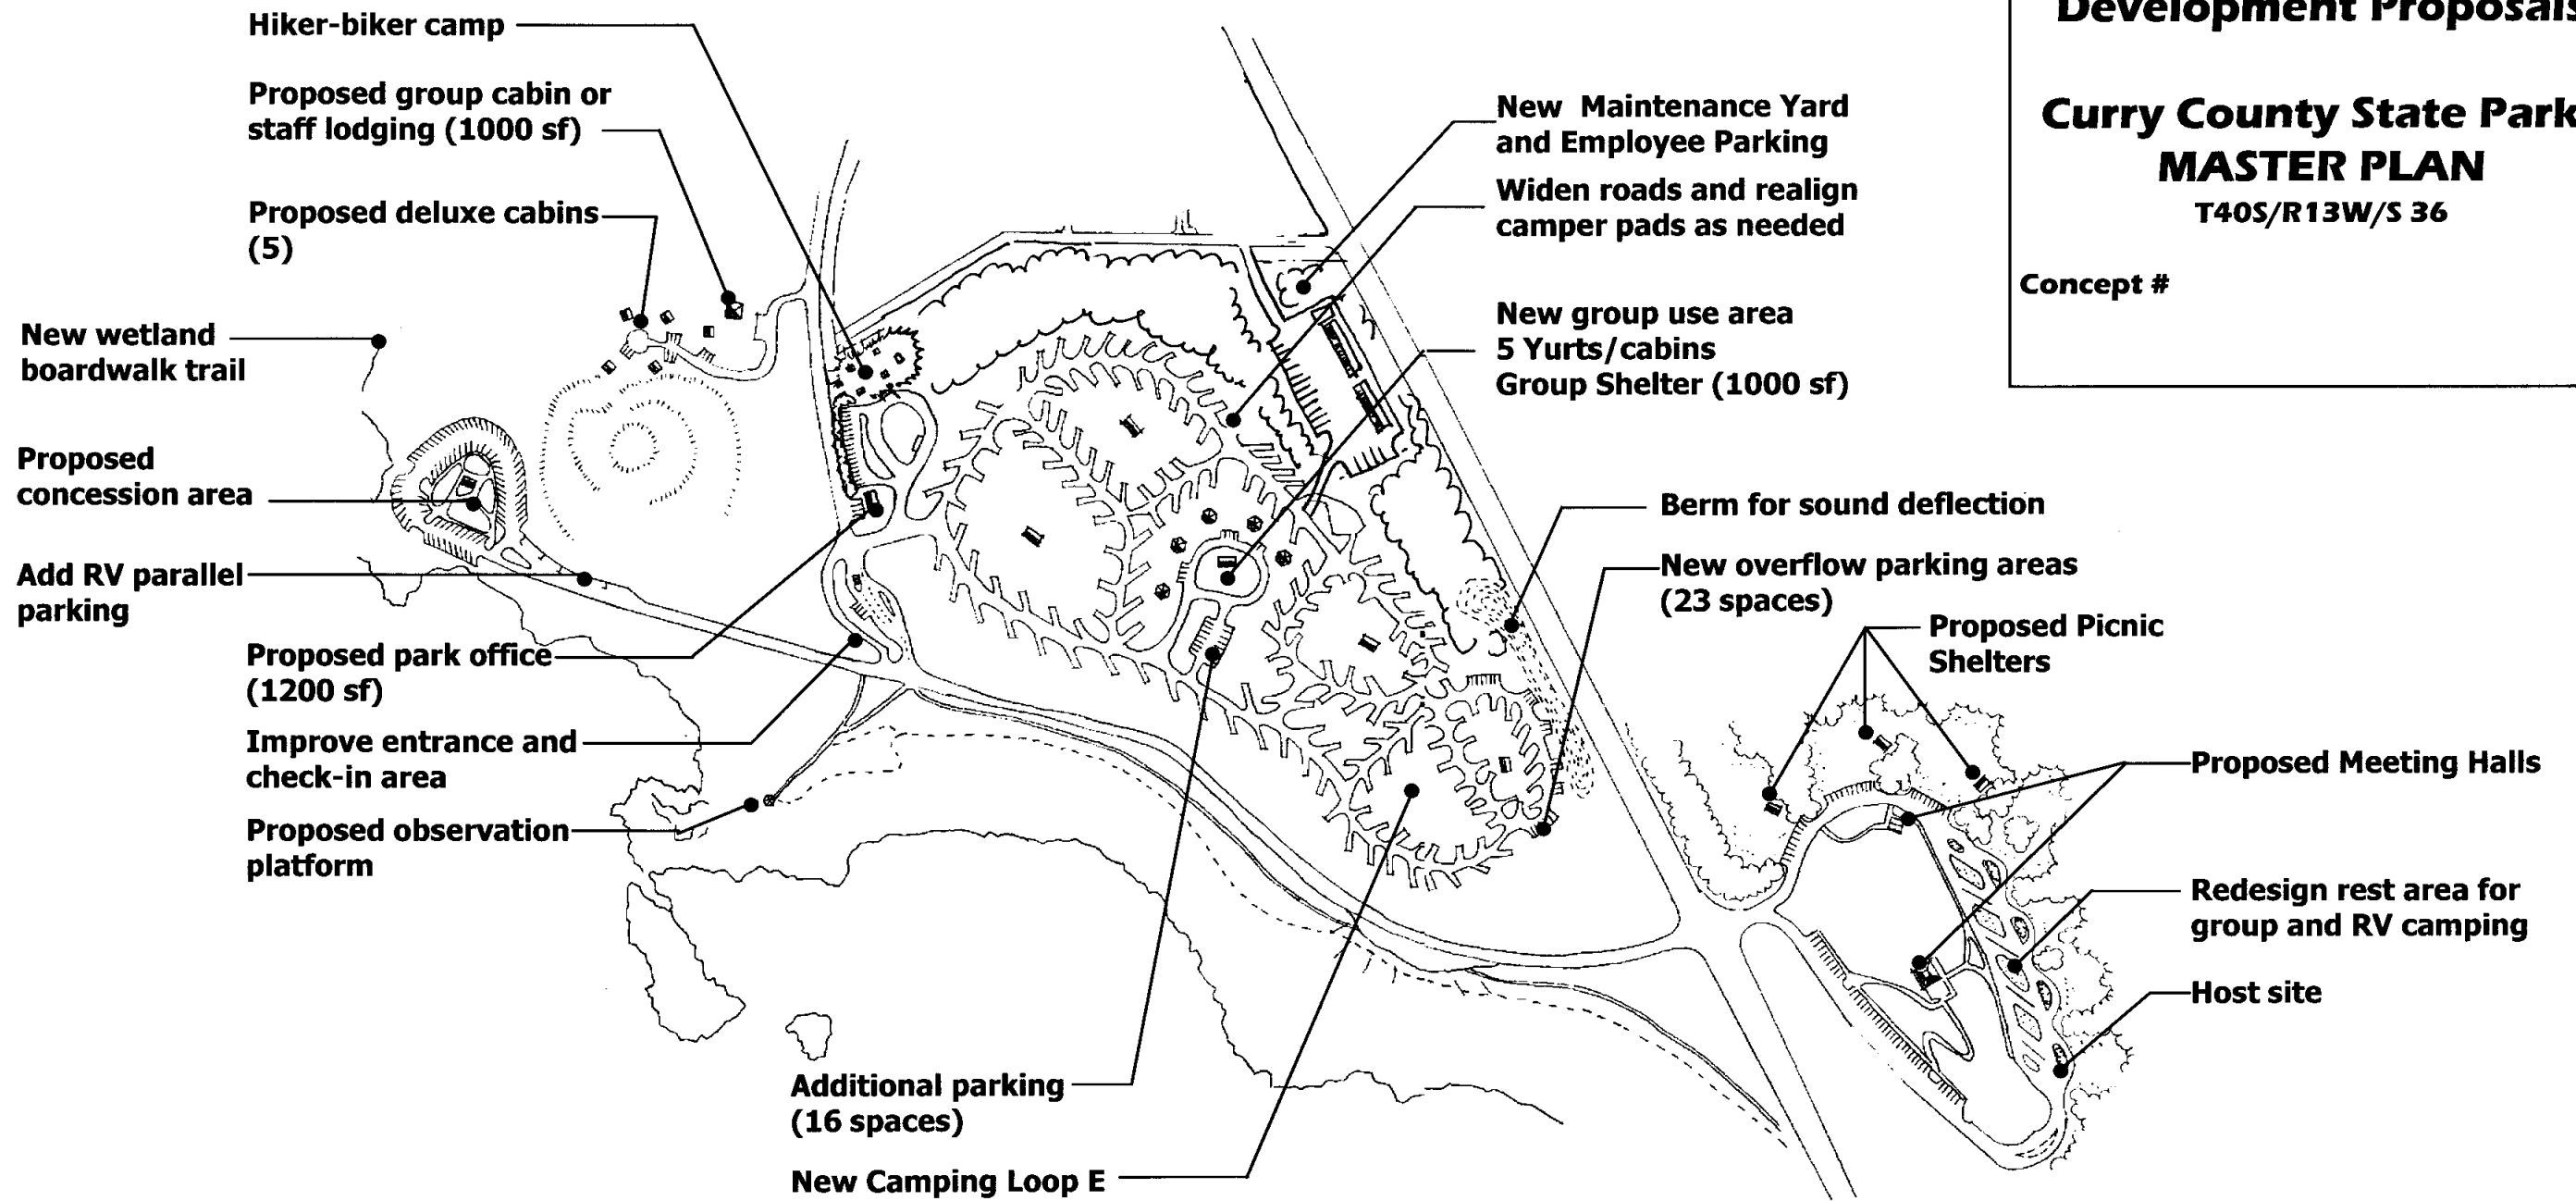 Hiker-biker camp
Proposed group cabin or
staff lodging (1000 sf)
Proposed deluxe cabins
(5)
New wetland
boardwalk trail
Proposed
concession area
Add RV parallel
parking
Proposed park office
(1200 sf)
Improve entrance and
check-in area
Proposed observation
platform
Additional parking
(16 spaces)
New Camping Loop E
New Maintenance Yard
and Employee Parking
Widen roads and realign
camper pads as needed
New group use area
5 Yurts/cabins
Group Shelter (1000 sf)
Berm for sound deflection
New overflow parking areas
(23 spaces)
Proposed Picnic
Shelters
Proposed Meeting Halls
Redesign rest area for
group and RV camping
Host site
Development Proposals
Curry County State Park
MASTER PLAN
T40S/R13W/S 36
Concept #